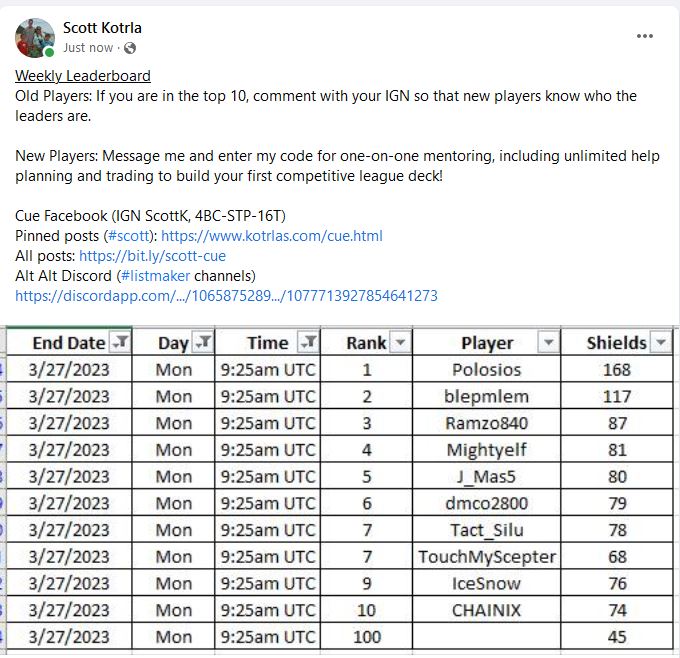 Scott Kotrla
Just now ·
Weekly Leaderboard
Old Players: If you are in the top 10, comment with your IGN so that new players know who the
leaders are.
New Players: Message me and enter my code for one-on-one mentoring, including unlimited help
planning and trading to build your first competitive league deck!
Cue Facebook (IGN ScottK, 4BC-STP-16T)
Pinned posts (#scott): https://www.kotrlas.com/cue.html
All posts: https://bit.ly/scott-cue
Alt Alt Discord (#listmaker channels)
https://discordapp.com/.../1065875289.../1077713927854641273
End Date Day Time Rank Player Shields
3/27/2023 Mon 9:25am UTC 1 Polosios 168
3/27/2023 Mon 9:25am UTC 2 blepmlem 117
3/27/2023 Mon 9:25am UTC 3 Ramzo840 87
3/27/2023 Mon 9:25am UTC 4 Mightyelf 81
3/27/2023 Mon 9:25am UTC 5 J_Mas5 80
3/27/2023 Mon 9:25am UTC 6 dmco2800 79
3/27/2023 Mon 9:25am UTC 7 Tact_Silu 78
3/27/2023 Mon 9:25am UTC 7 TouchMyScepter 68
3/27/2023 Mon 9:25am UTC 9 IceSnow 76
3/27/2023 Mon 9:25am UTC 10 CHAINIX 74
3/27/2023 Mon 9:25am UTC 100 45